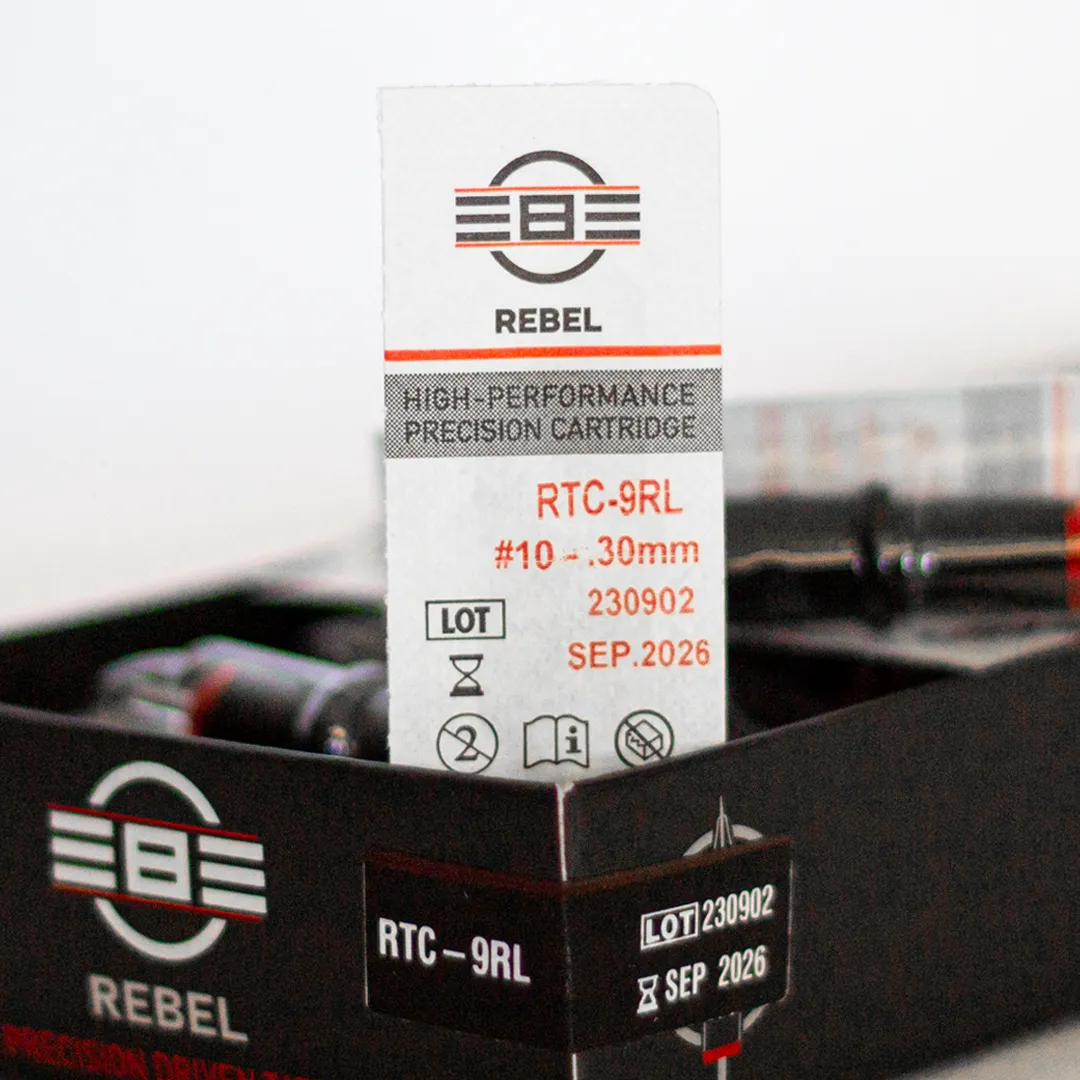 REBEL
HIGH-PERFORMANCE
PRECISION CARTRIDGE
RTC-9RL
#10 - .30mm
LOT 230902
SEP.2026
2
i
REBEL
PRECISION DRIVEN
RTC-9RL
LOT 230902
SEP 2026